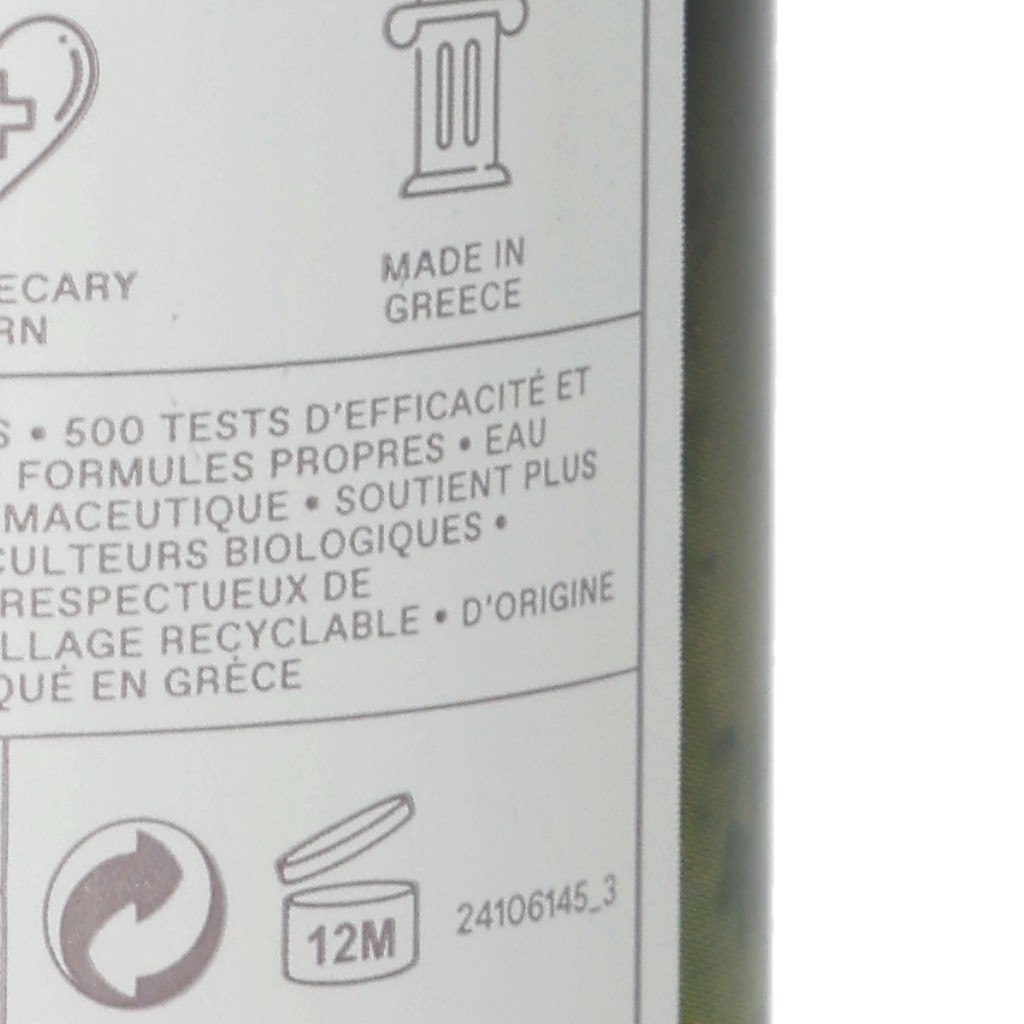 ECARY
RN
MADE IN
GREECE
S • 500 TESTS D'EFFICACITÉ ET
FORMULES PROPRES • EAU
MACEUTIQUE • SOUTIENT PLUS
CULTEURS BIOLOGIQUES •
RESPECTUEUX DE
LLAGE RECYCLABLE • D'ORIGINE
QUÉ EN GRÈCE
12M
24106145_3